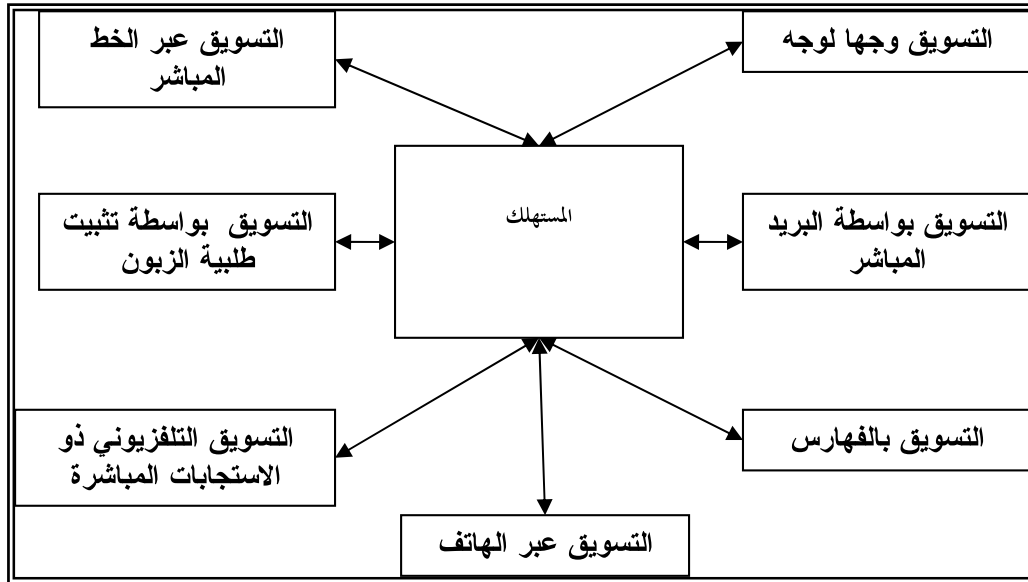 التسويق وجها لوجه
التسويق عبر الخط
المباشر
المستهلك
التسويق بواسطة البريد
المباشر
التسويق بواسطة تثبيت
طلبية الزبون
التسويق بالفهارس
التسويق التلفزيوني ذو
الاستجابات المباشرة
التسويق عبر الهاتف